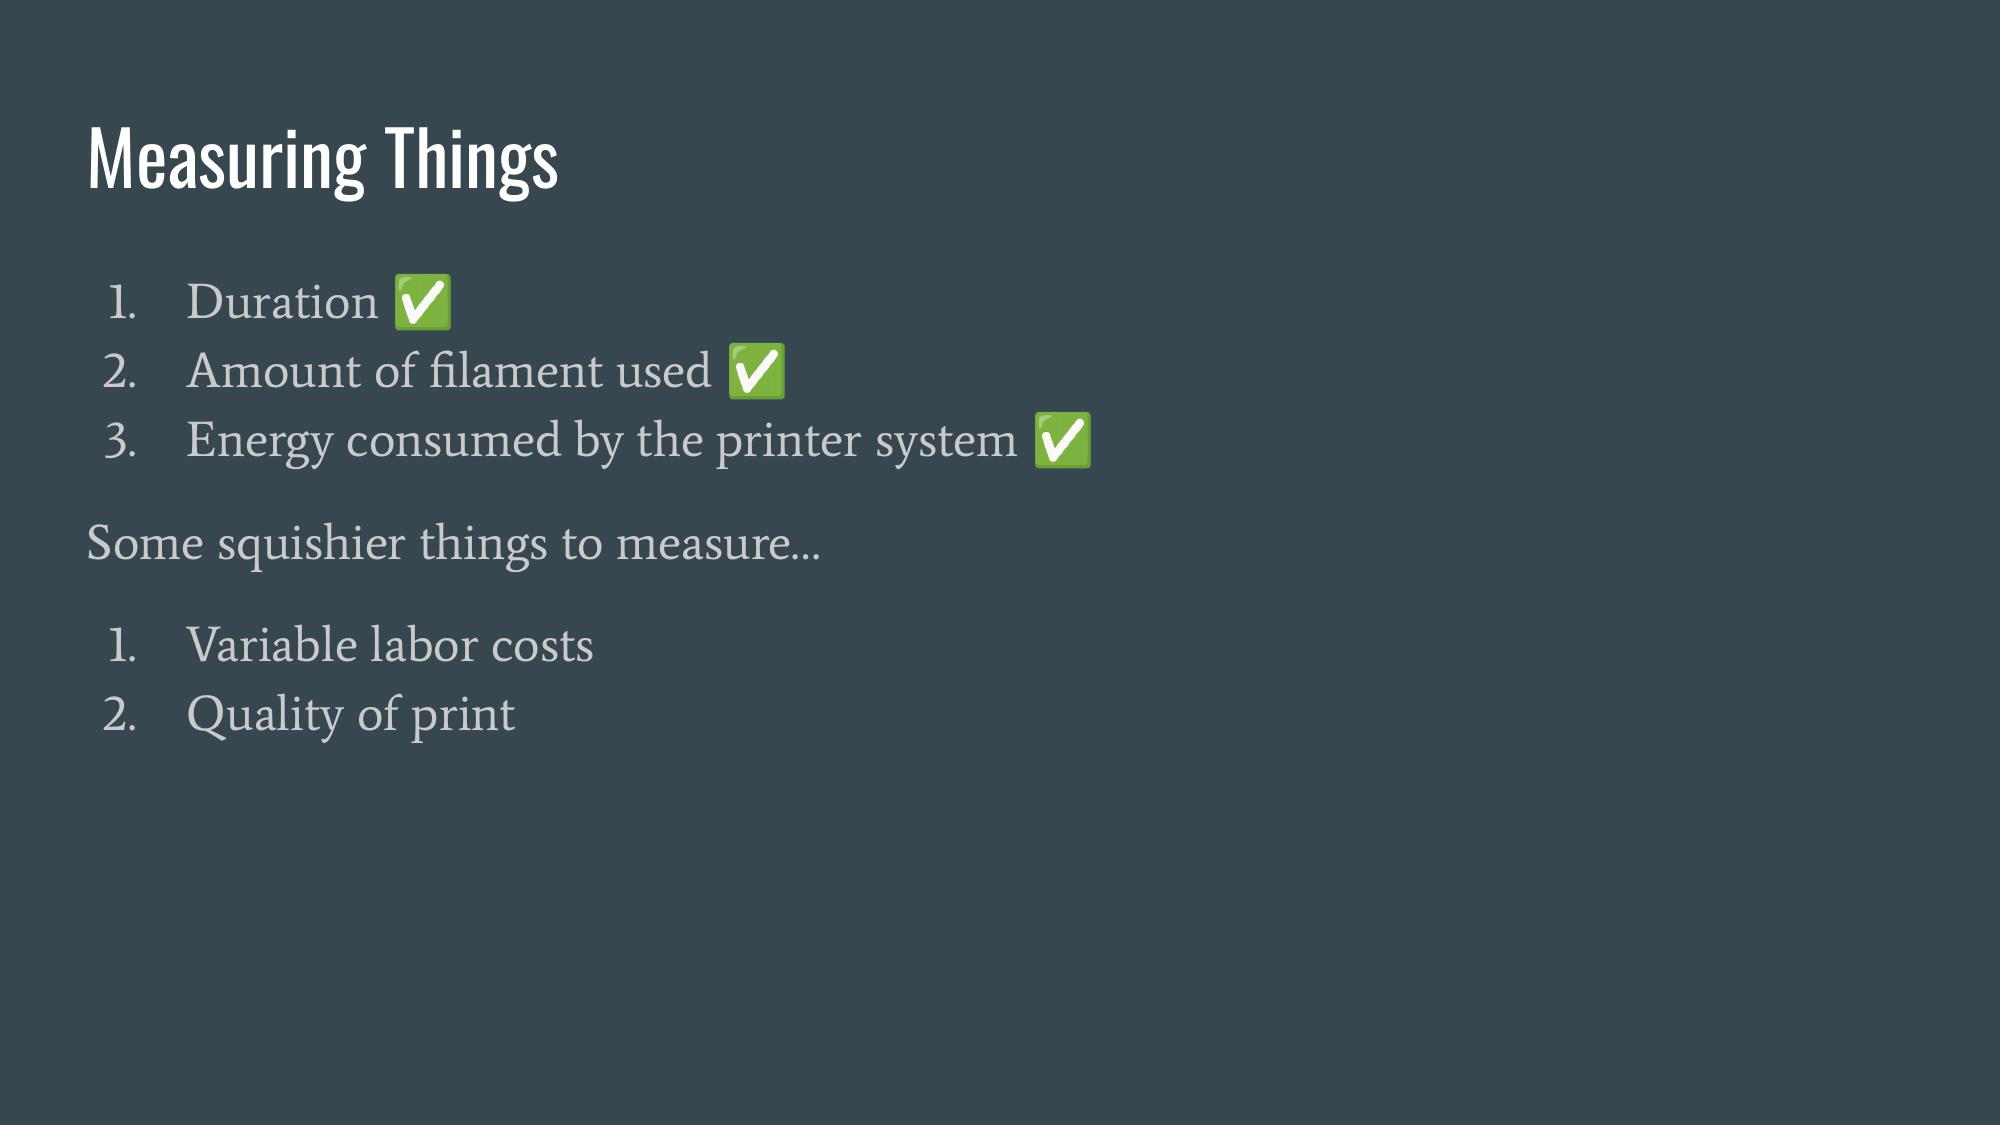 Measuring Things
1. Duration ✅
2. Amount of filament used ✅
3. Energy consumed by the printer system ✅
Some squishier things to measure...
1. Variable labor costs
2. Quality of print